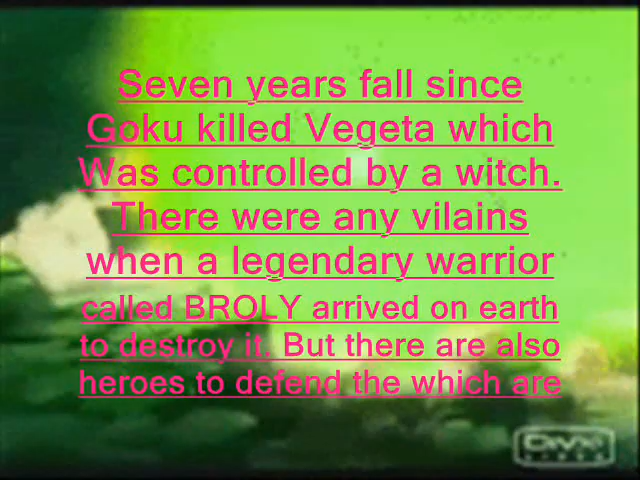 Seven years fall since
Goku killed Vegeta which
Was controlled by a witch.
There were any vilains
when a legendary warrior
called BROLY arrived on earth
to destroy it. But there are also
heroes to defend the which are
DivX